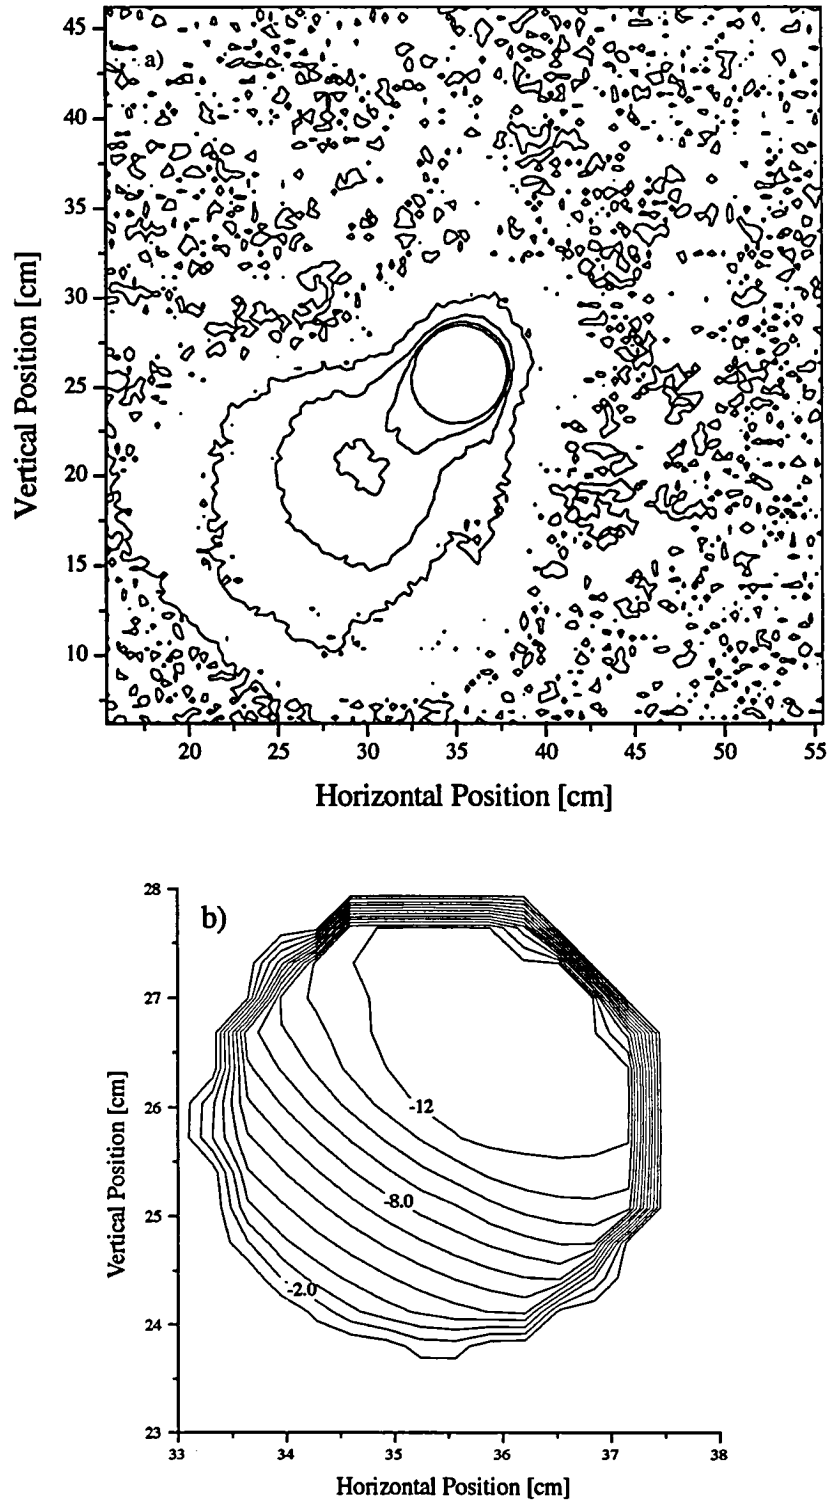 a)
45
40
35
30
25
20
15
10
Vertical Position [cm]
20 25 30 35 40 45 50 55
Horizontal Position [cm]
b)
28
27
26
25
24
23
Vertical Position [cm]
-12
-8.0
-2.0
33 34 35 36 37 38
Horizontal Position [cm]